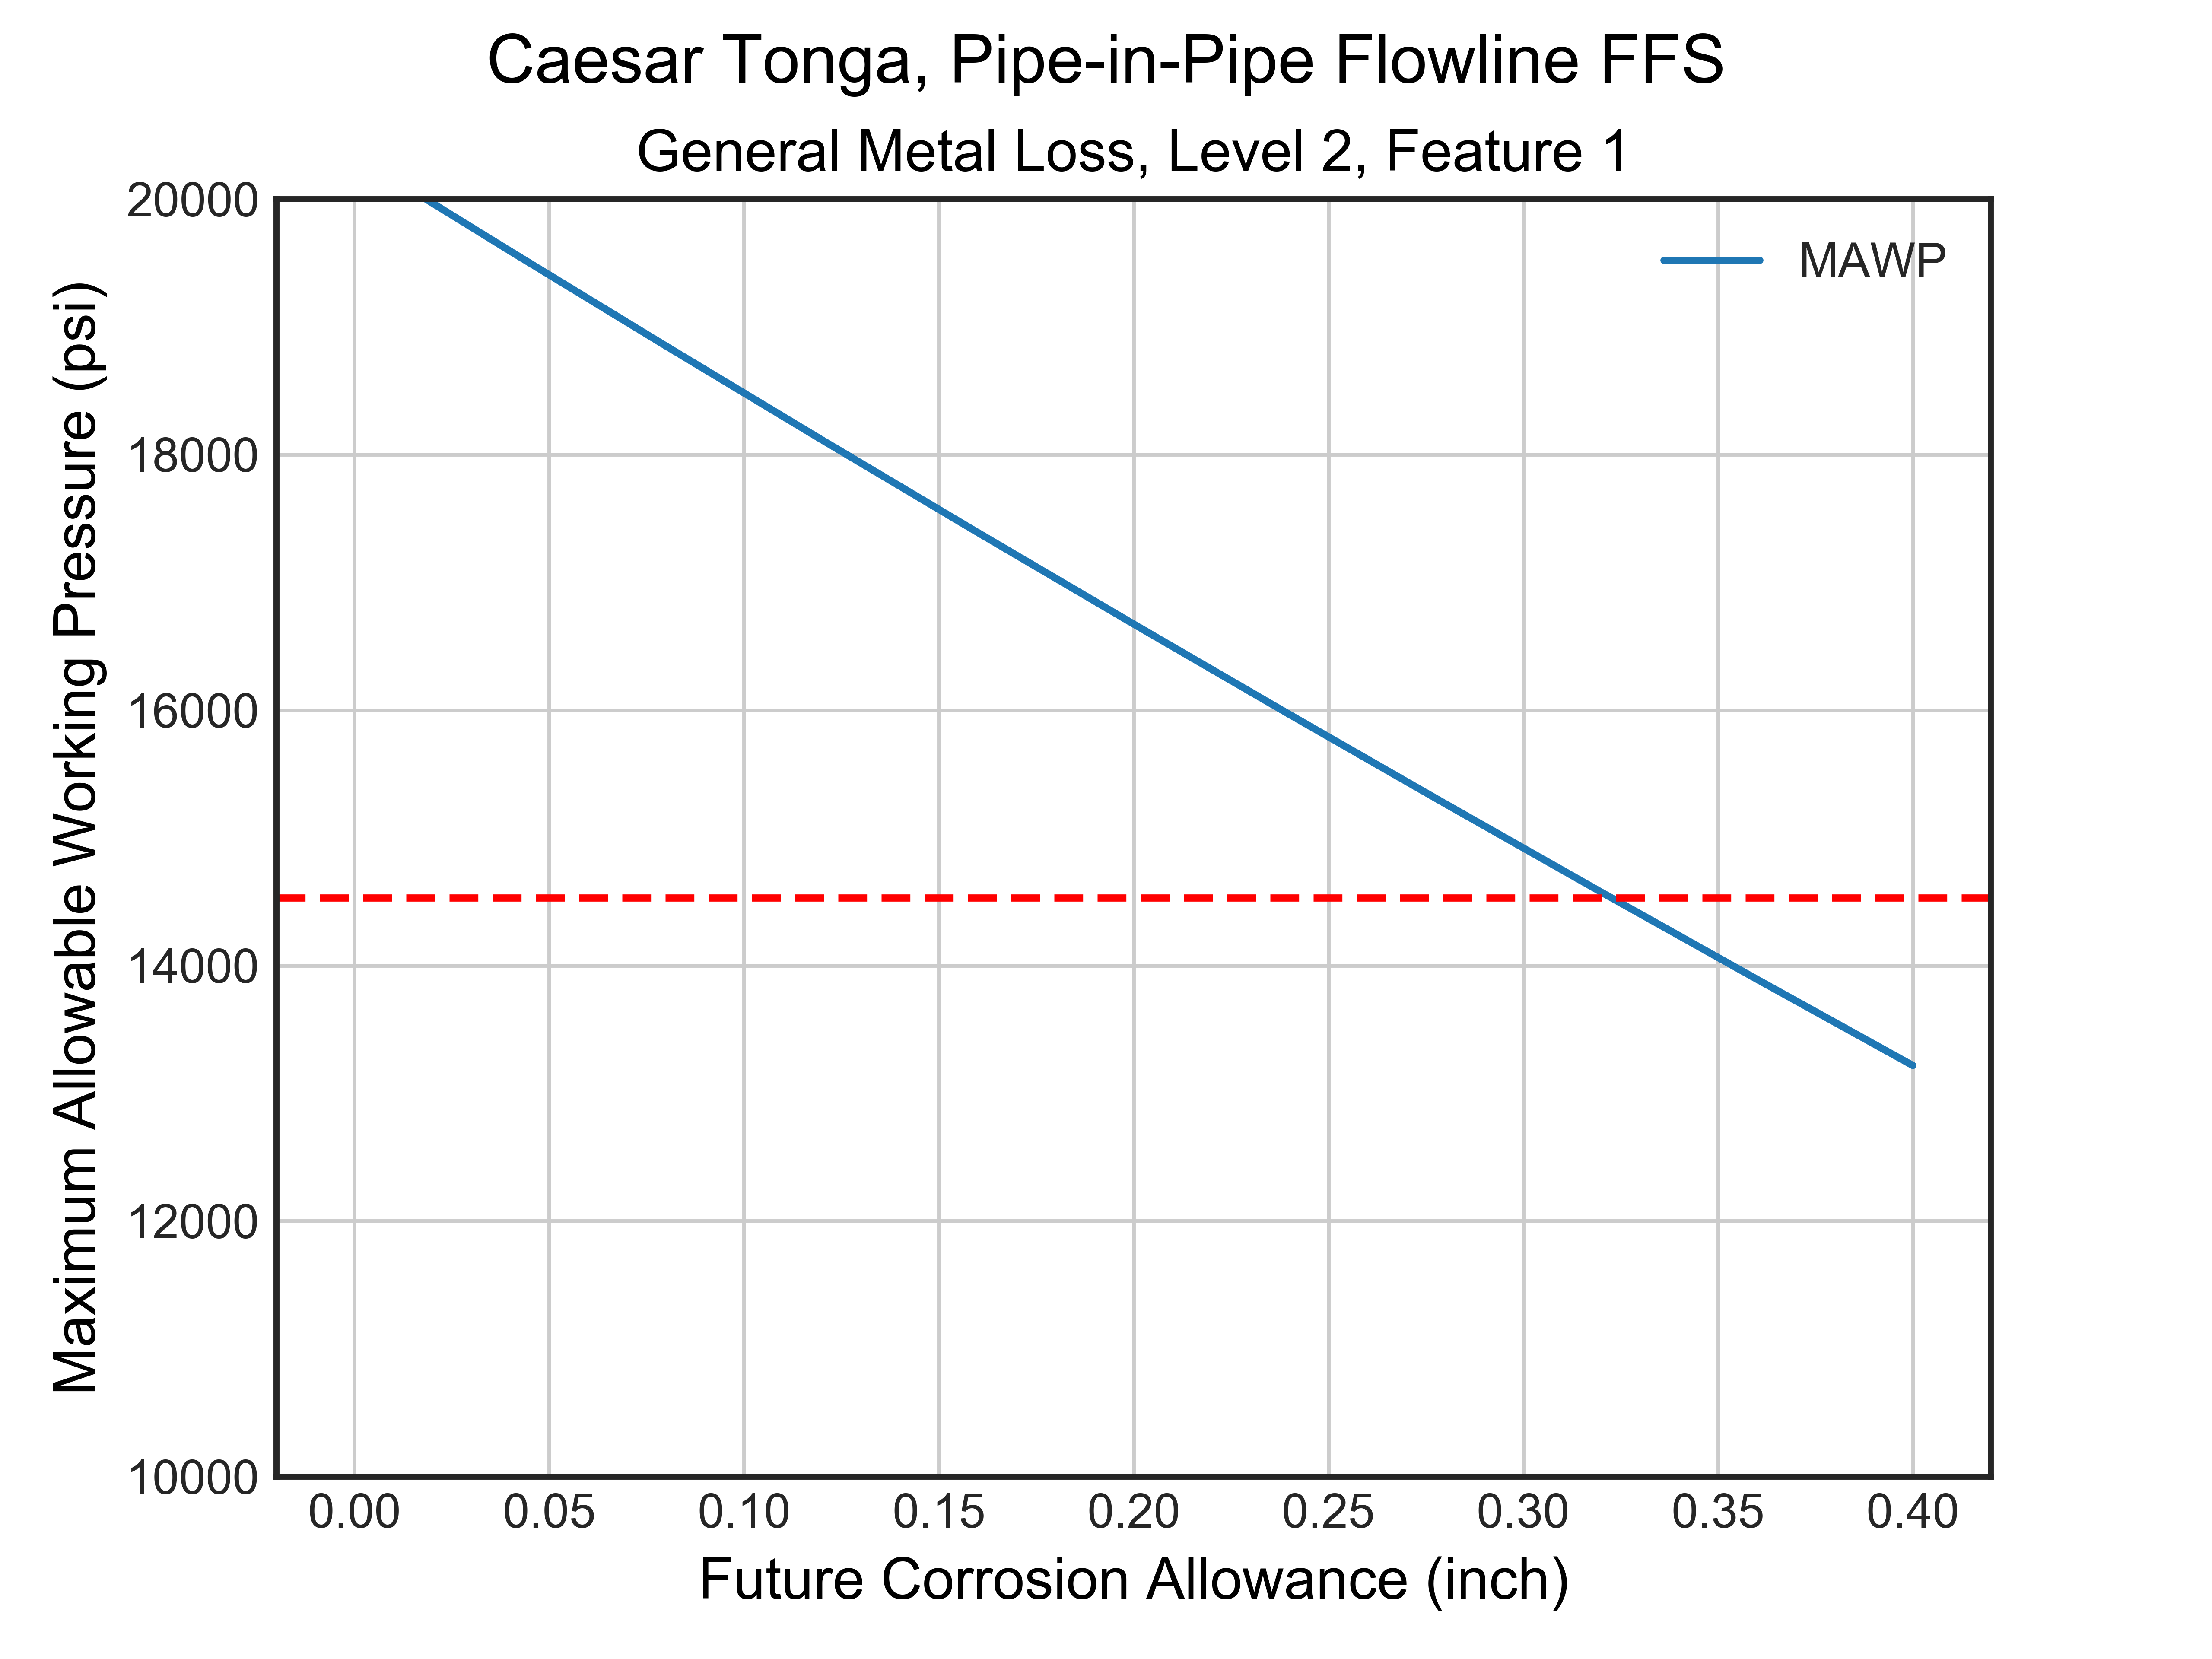 Caesar Tonga, Pipe-in-Pipe Flowline FFS
General Metal Loss, Level 2, Feature 1
MAWP
Maximum Allowable Working Pressure (psi)
20000
18000
16000
14000
12000
10000
0.00 0.05 0.10 0.15 0.20 0.25 0.30 0.35 0.40
Future Corrosion Allowance (inch)